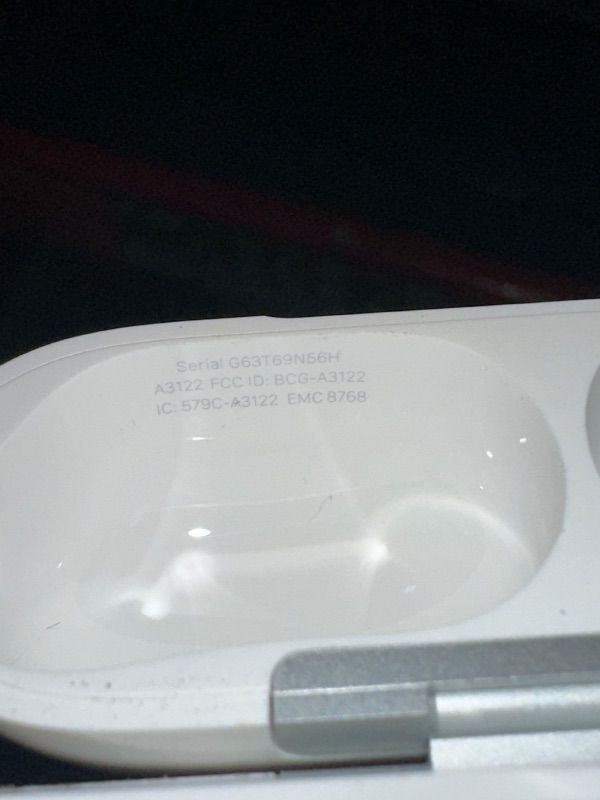 Serial G63T69N56H
A3122 FCC ID: BCG-A3122
IC: 579C-A3122 EMC 8768